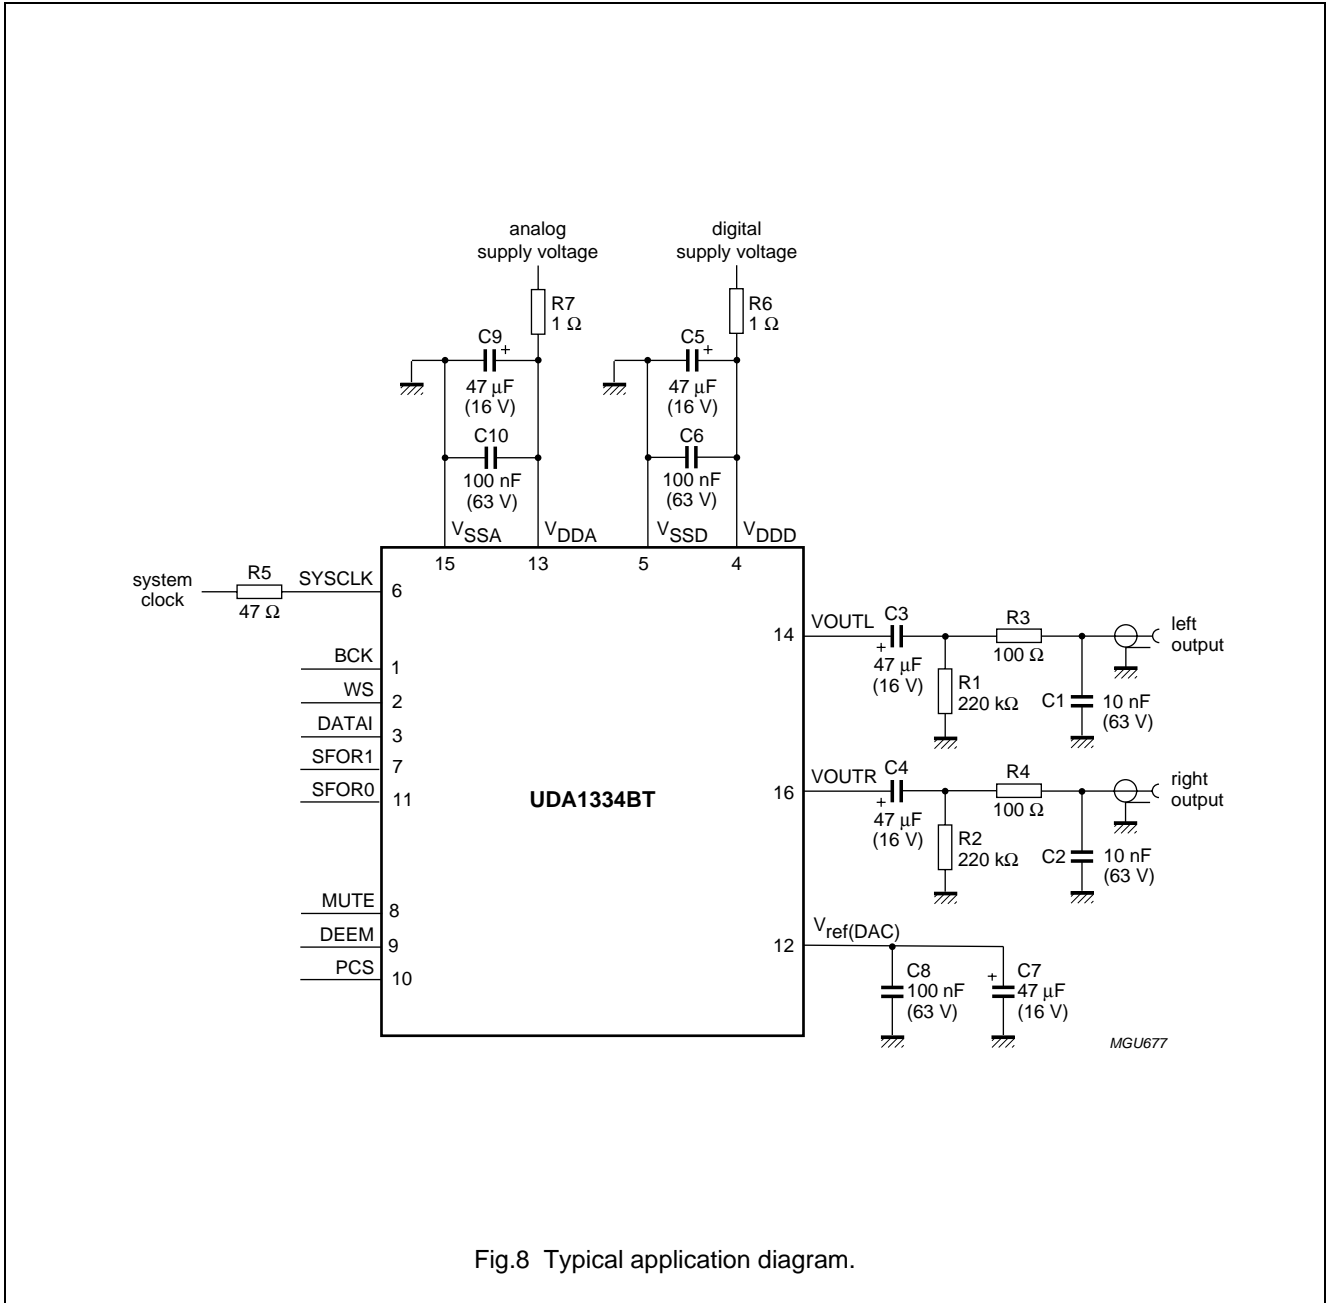 analog
supply voltage
digital
supply voltage
R7
1 Ω
R6
1 Ω
C9
+
47 µF
(16 V)
C5
+
47 µF
(16 V)
C10
100 nF
(63 V)
C6
100 nF
(63 V)
VSSA
VDDA
VSSD
VDDD
15
13
5
4
system
clock
R5
47 Ω
SYSCLK
6
BCK
1
WS
2
DATAI
3
SFOR1
7
SFOR0
11
MUTE
8
DEEM
9
PCS
10
UDA1334BT
14
VOUTL
C3
+
47 µF
(16 V)
R1
220 kΩ
R3
100 Ω
C1
10 nF
(63 V)
left
output
16
VOUTR
C4
+
47 µF
(16 V)
R2
220 kΩ
R4
100 Ω
C2
10 nF
(63 V)
right
output
12
Vref(DAC)
C8
100 nF
(63 V)
+
C7
47 µF
(16 V)
MGU677
Fig.8 Typical application diagram.